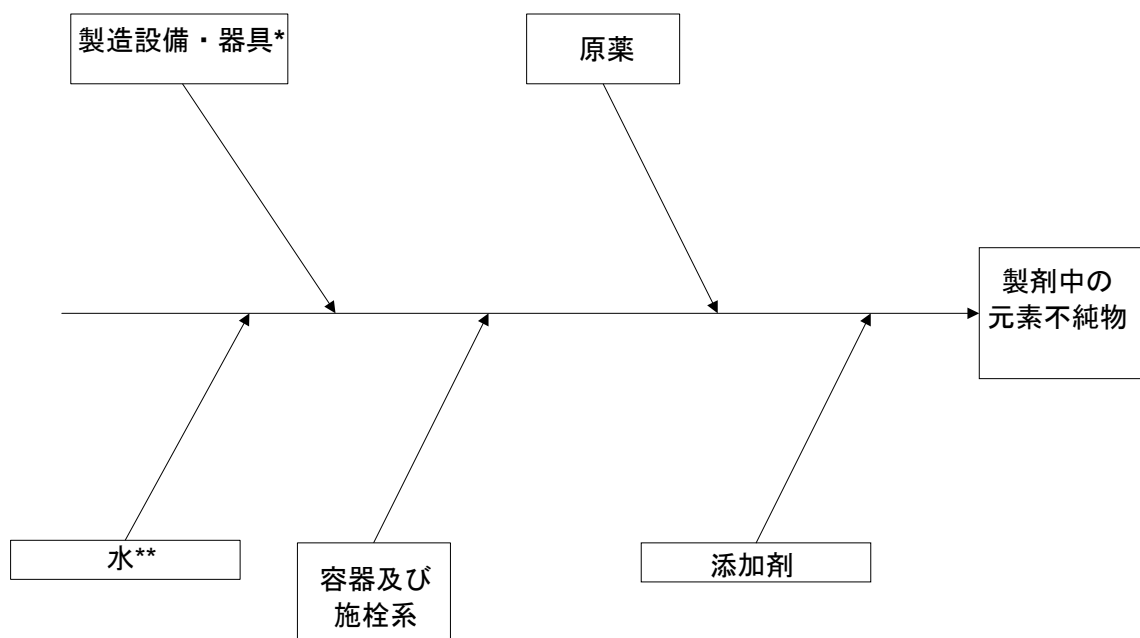 製造設備・器具*
原薬
製剤中の
元素不純物
水**
容器及び
施栓系
添加剤